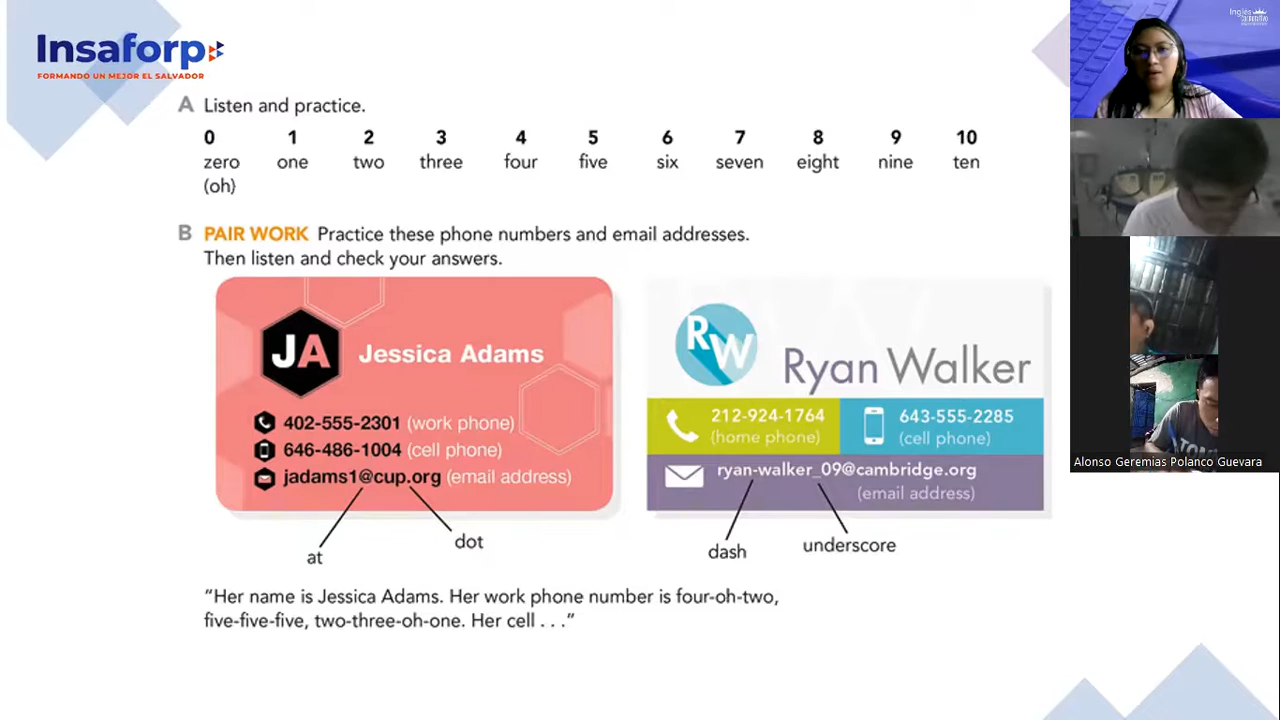 Insaforp
FORMANDO UN MEJOR EL SALVADOR
A Listen and practice.
0 1 2 3 4 5 6 7 8 9 10
zero one two three four five six seven eight nine ten
(oh)
B PAIR WORK Practice these phone numbers and email addresses.
Then listen and check your answers.
JA Jessica Adams
402-555-2301 (work phone)
646-486-1004 (cell phone)
jadams1@cup.org (email address)
at
dot
RW Ryan Walker
212-924-1764
(home phone)
643-555-2285
(cell phone)
ryan-walker_09@cambridge.org
(email address)
dash
underscore
“Her name is Jessica Adams. Her work phone number is four-oh-two,
five-five-five, two-three-oh-one. Her cell . . .”
Inglés
Alonso Geremias Polanco Guevara